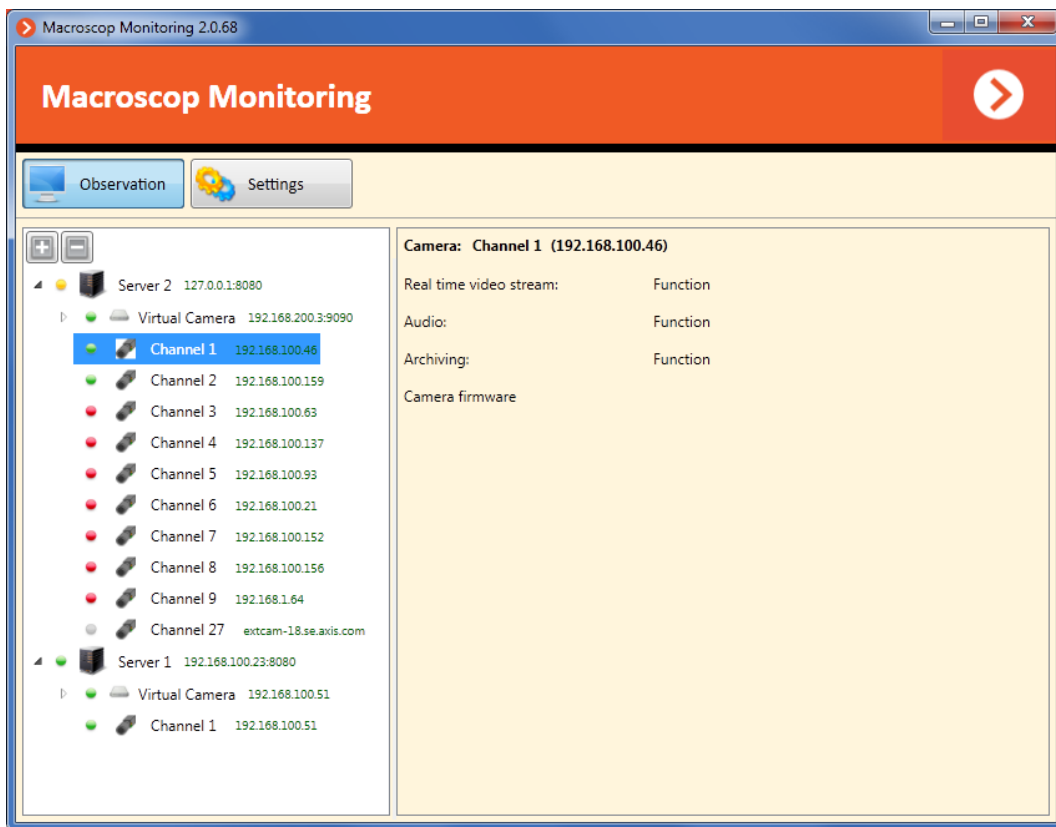 Macroscop Monitoring 2.0.68
Macroscop Monitoring
Observation
Settings
Server 2 127.0.0.1:8080
Virtual Camera 192.168.200.3:9090
Channel 1 192.168.100.46
Channel 2 192.168.100.159
Channel 3 192.168.100.63
Channel 4 192.168.100.137
Channel 5 192.168.100.93
Channel 6 192.168.100.21
Channel 7 192.168.100.152
Channel 8 192.168.100.156
Channel 9 192.168.1.64
Channel 27 extcam-18.se.axis.com
Server 1 192.168.100.23:8080
Virtual Camera 192.168.100.51
Channel 1 192.168.100.51
Camera: Channel 1 (192.168.100.46)
Real time video stream: Function
Audio: Function
Archiving: Function
Camera firmware